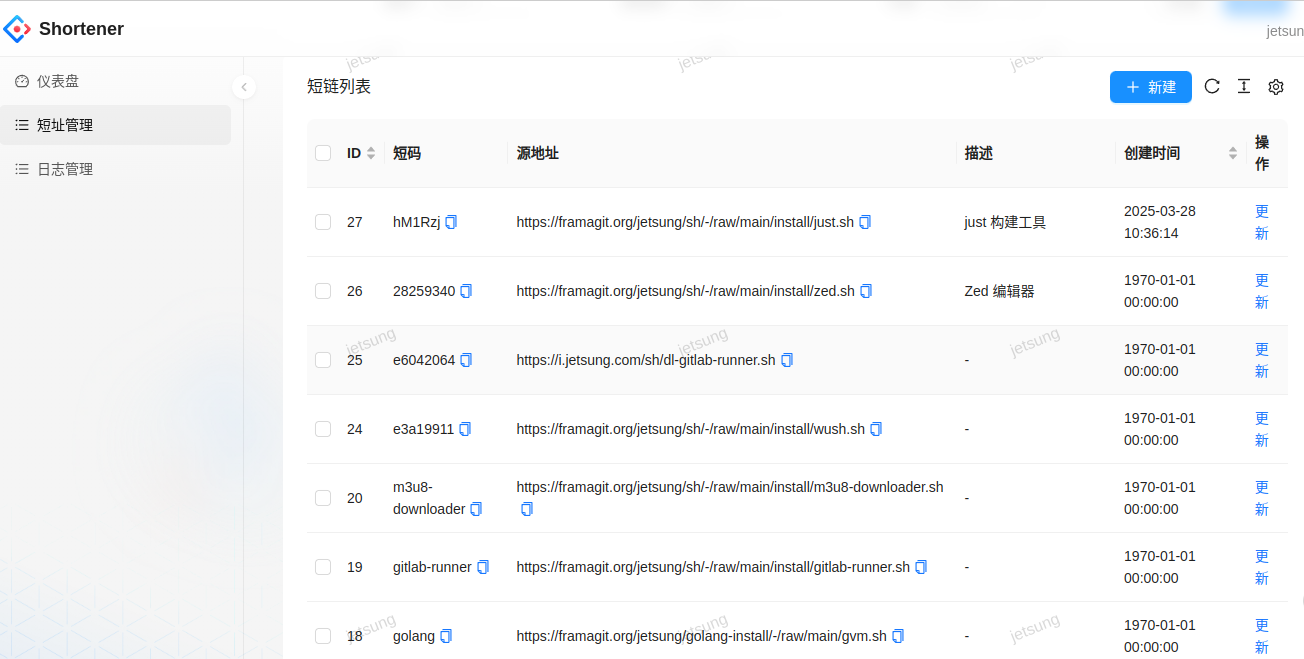 Shortener
jetsun
仪表盘
短址管理
日志管理
短链列表
新建
ID 短码 源地址 描述 创建时间 操作
27 hM1Rzj https://framagit.org/jetsung/sh/-/raw/main/install/just.sh just 构建工具 2025-03-28 10:36:14 更新
26 28259340 https://framagit.org/jetsung/sh/-/raw/main/install/zed.sh Zed 编辑器 1970-01-01 00:00:00 更新
25 e6042064 https://i.jetsung.com/sh/dl-gitlab-runner.sh - 1970-01-01 00:00:00 更新
24 e3a19911 https://framagit.org/jetsung/sh/-/raw/main/install/wush.sh - 1970-01-01 00:00:00 更新
20 m3u8-downloader https://framagit.org/jetsung/sh/-/raw/main/install/m3u8-downloader.sh - 1970-01-01 00:00:00 更新
19 gitlab-runner https://framagit.org/jetsung/sh/-/raw/main/install/gitlab-runner.sh - 1970-01-01 00:00:00 更新
18 golang https://framagit.org/jetsung/golang-install/-/raw/main/gvm.sh - 1970-01-01 00:00:00 更新
jetsung
jetsung
jetsung
jetsung
jetsung
jetsung
jetsung
jetsung
jetsung